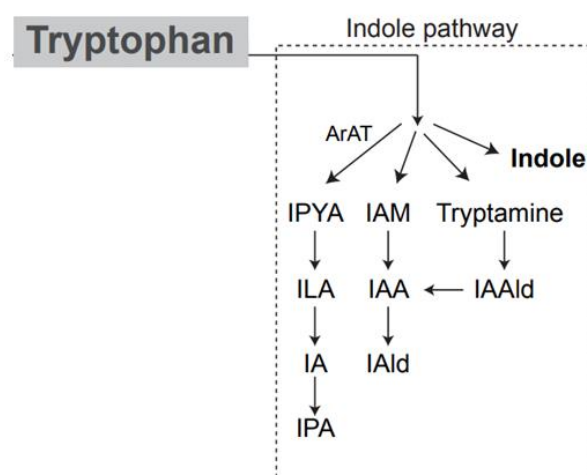 Indole pathway
Tryptophan
ArAT
Indole
IPYA IAM Tryptamine
ILA IAA IAAld
IA IAld
IPA